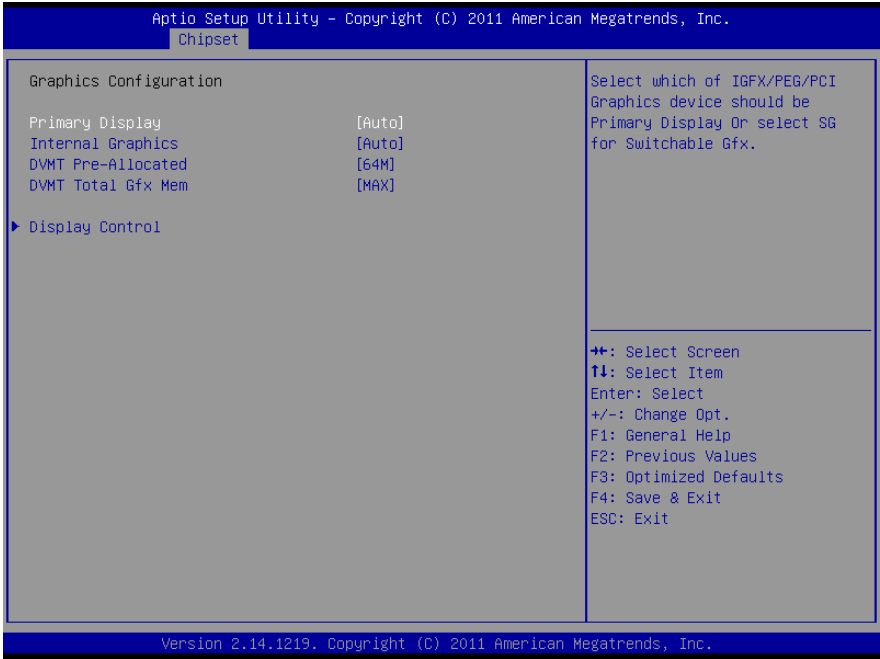 Aptio Setup Utility – Copyright (C) 2011 American Megatrends, Inc.
Chipset
Graphics Configuration
Primary Display [Auto]
Internal Graphics [Auto]
DVMT Pre-Allocated [64M]
DVMT Total Gfx Mem [MAX]
Display Control
Select which of IGFX/PEG/PCI
Graphics device should be
Primary Display Or select SG
for Switchable Gfx.
→←: Select Screen
↑↓: Select Item
Enter: Select
+/-: Change Opt.
F1: General Help
F2: Previous Values
F3: Optimized Defaults
F4: Save & Exit
ESC: Exit
Version 2.14.1219. Copyright (C) 2011 American Megatrends, Inc.